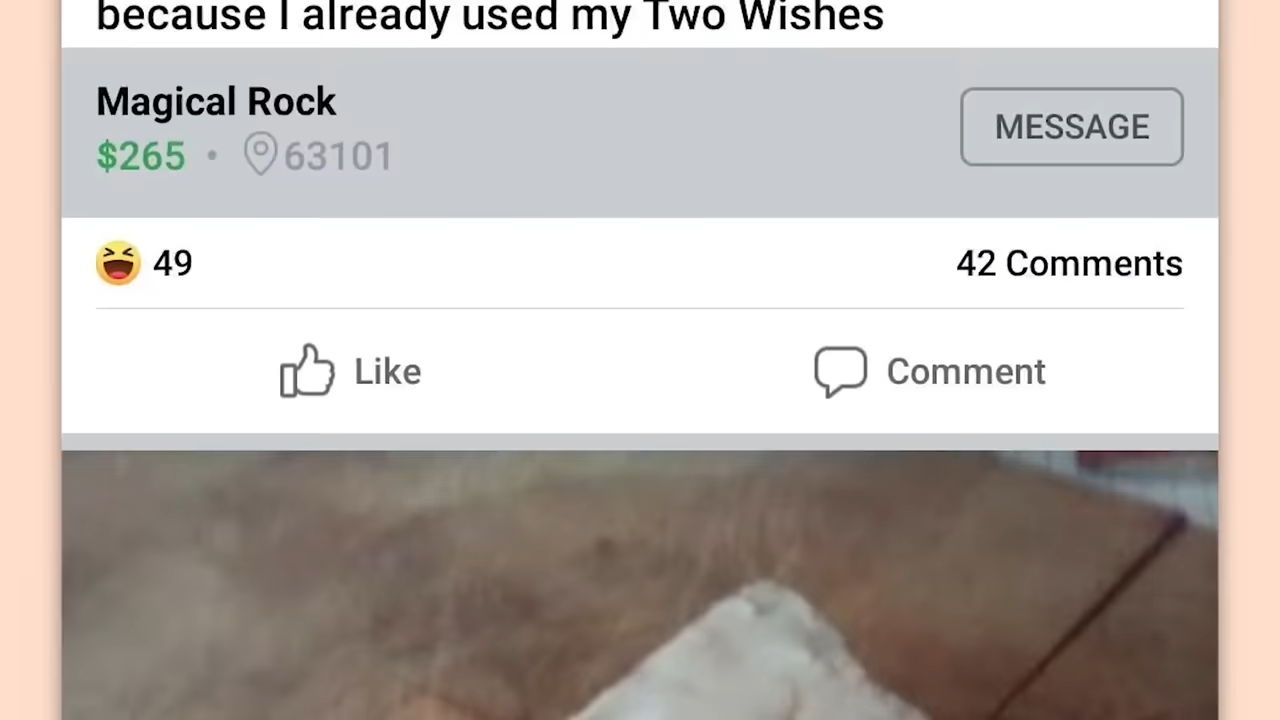 because I already used my Two Wishes
Magical Rock
MESSAGE
$265 • 63101
49
42 Comments
Like
Comment